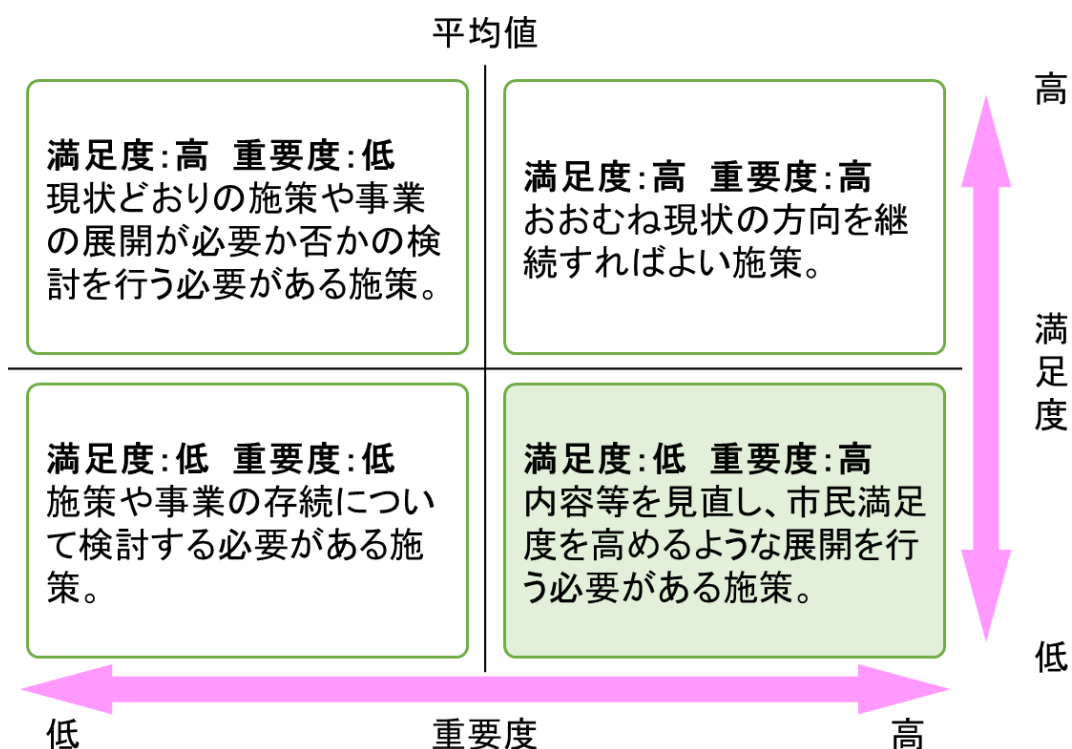 平均値
高
満足度:高 重要度:低
現状どおりの施策や事業
の展開が必要か否かの検
討を行う必要がある施策。
満足度:高 重要度:高
おおむね現状の方向を継
続すればよい施策。
満足度
満足度:低 重要度:低
施策や事業の存続につい
て検討する必要がある施
策。
満足度:低 重要度:高
内容等を見直し、市民満足
度を高めるような展開を行
う必要がある施策。
低
低
重要度
高